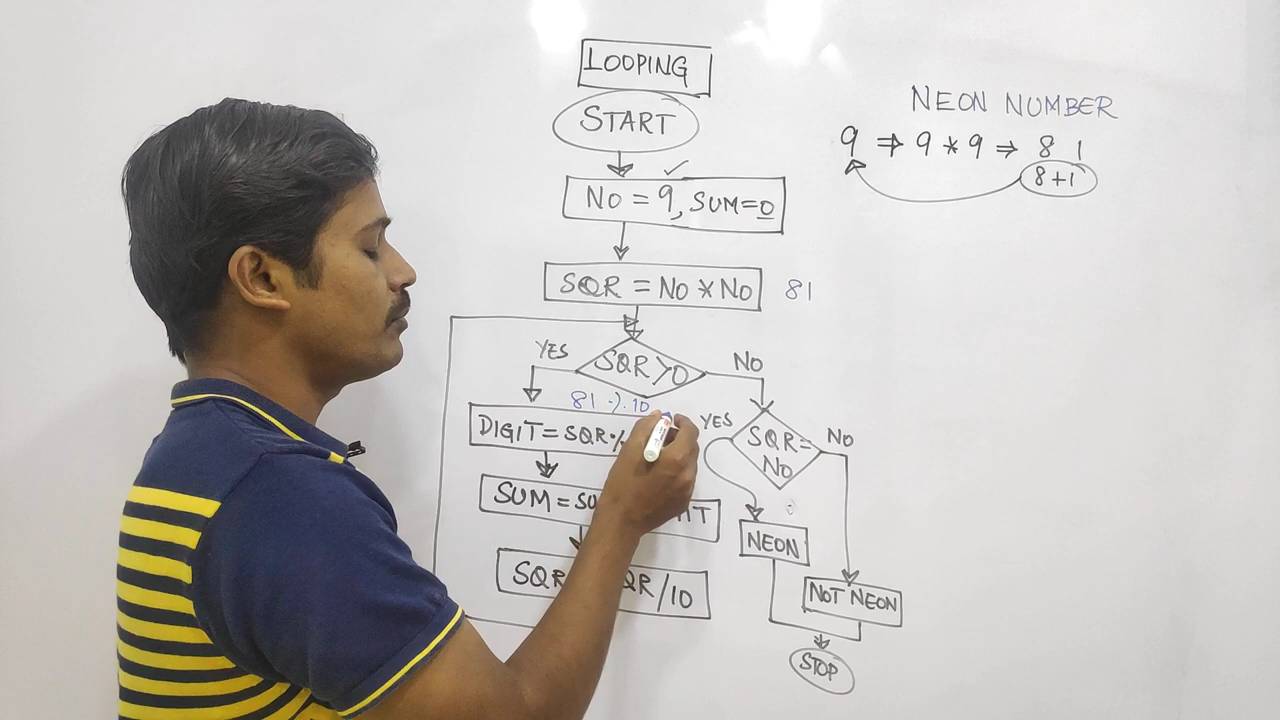 LOOPING
START
NO = 9, SUM=0
SQR = NO * NO
81
SQR > 0
YES
NO
81 % 10
DIGIT = SQR %
SUM = SU
SQR
QR /10
SQR =
NO
YES
NO
NEON
NOT NEON
STOP
NEON NUMBER
9 ⇒ 9 * 9 ⇒ 8 1
8+1